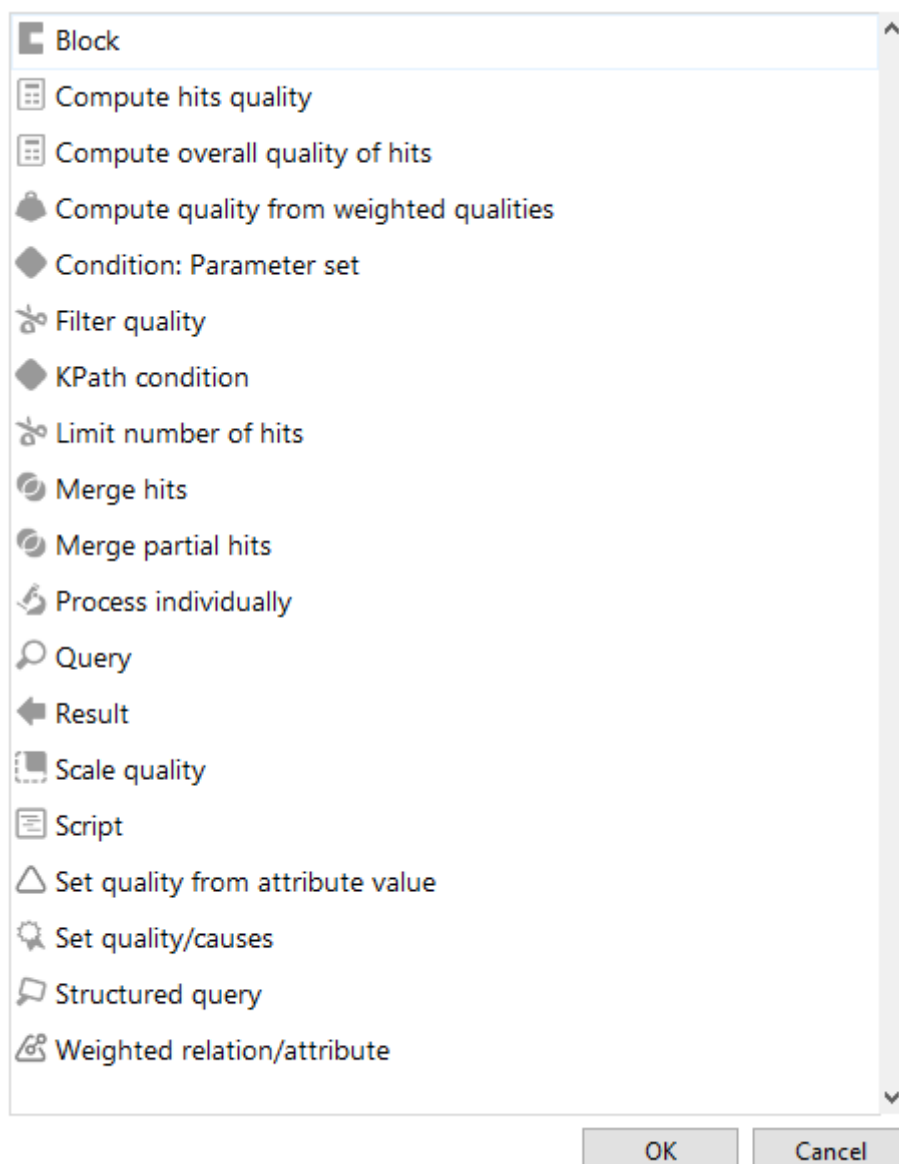 Block
Compute hits quality
Compute overall quality of hits
Compute quality from weighted qualities
Condition: Parameter set
Filter quality
KPath condition
Limit number of hits
Merge hits
Merge partial hits
Process individually
Query
Result
Scale quality
Script
Set quality from attribute value
Set quality/causes
Structured query
Weighted relation/attribute
OK Cancel